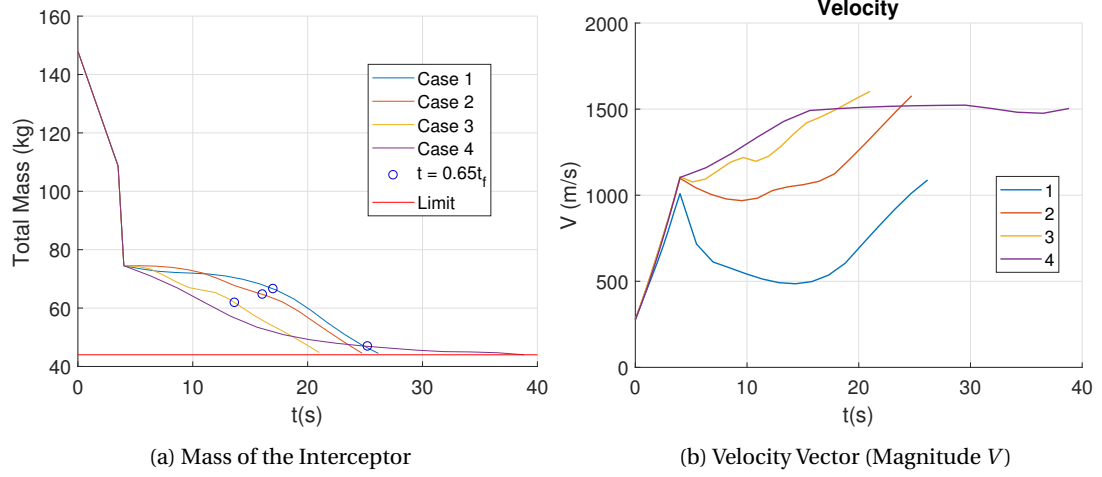 160
140
120
100
80
60
40
Total Mass (kg)
0
10
20
30
40
t(s)
Case 1
Case 2
Case 3
Case 4
t = 0.65t_f
Limit
(a) Mass of the Interceptor
Velocity
2000
1500
1000
500
0
V (m/s)
0
10
20
30
40
t(s)
1
2
3
4
(b) Velocity Vector (Magnitude V)